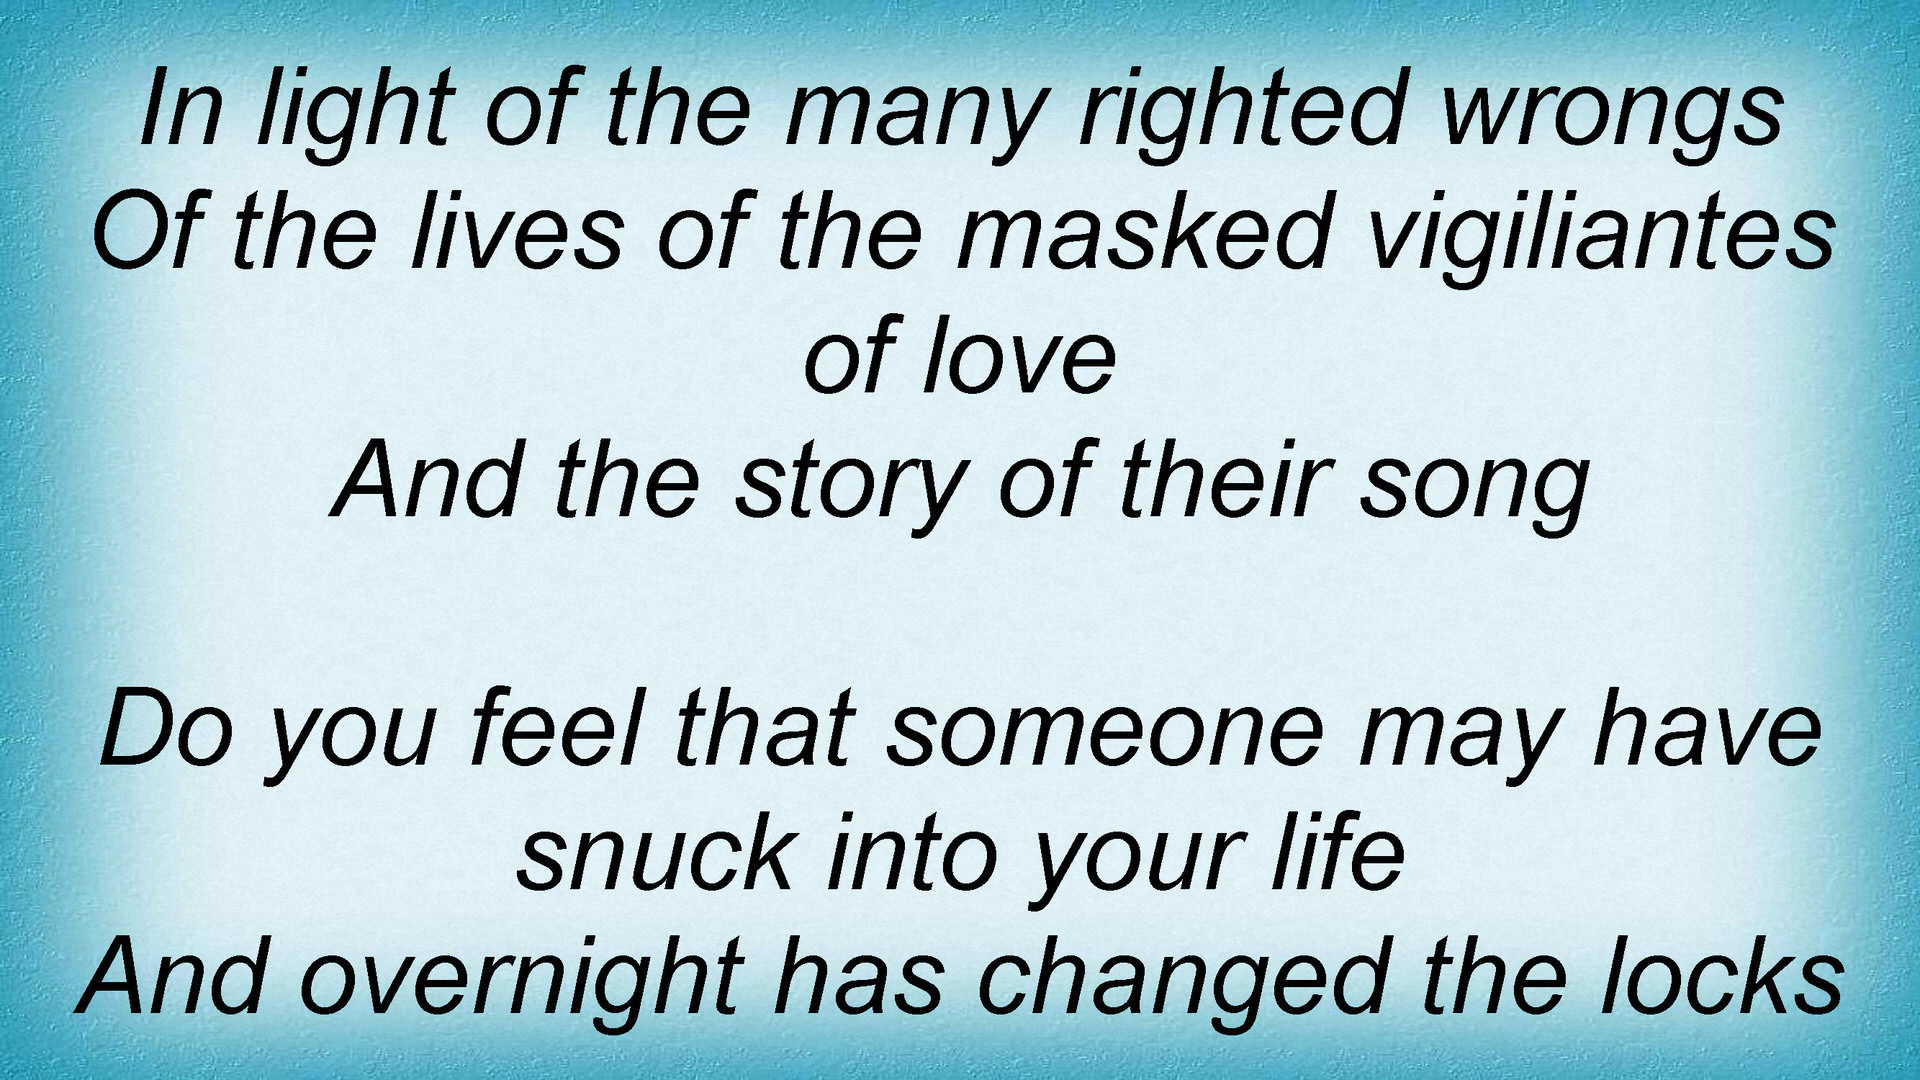 In light of the many righted wrongs
Of the lives of the masked vigiliantes
of love
And the story of their song
Do you feel that someone may have
snuck into your life
And overnight has changed the locks